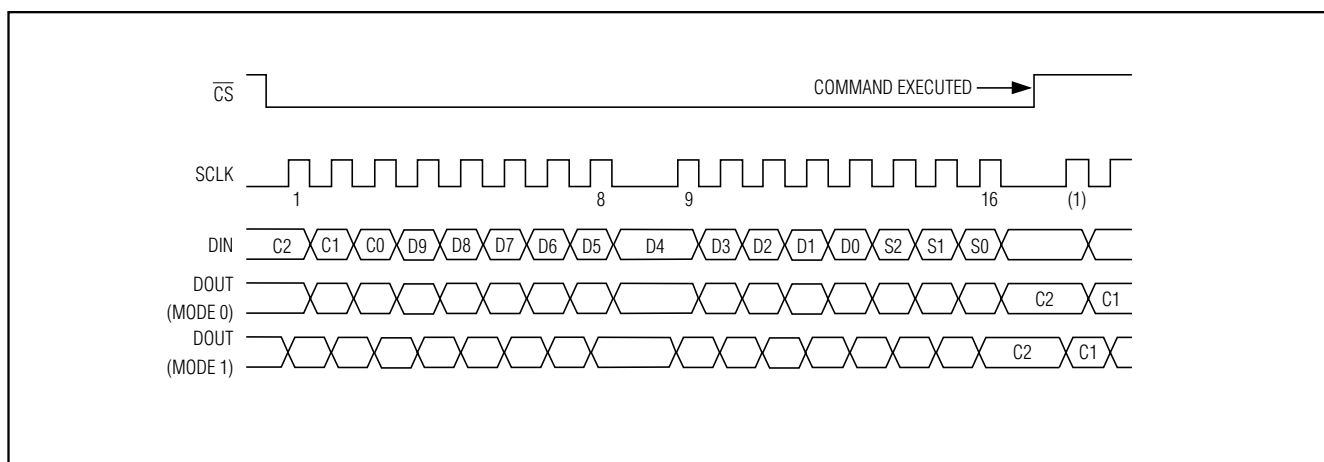 CS
COMMAND EXECUTED
SCLK
1 8 9 16 (1)
DIN
C2 C1 C0 D9 D8 D7 D6 D5 D4 D3 D2 D1 D0 S2 S1 S0
DOUT
(MODE 0)
C2 C1
DOUT
(MODE 1)
C2 C1